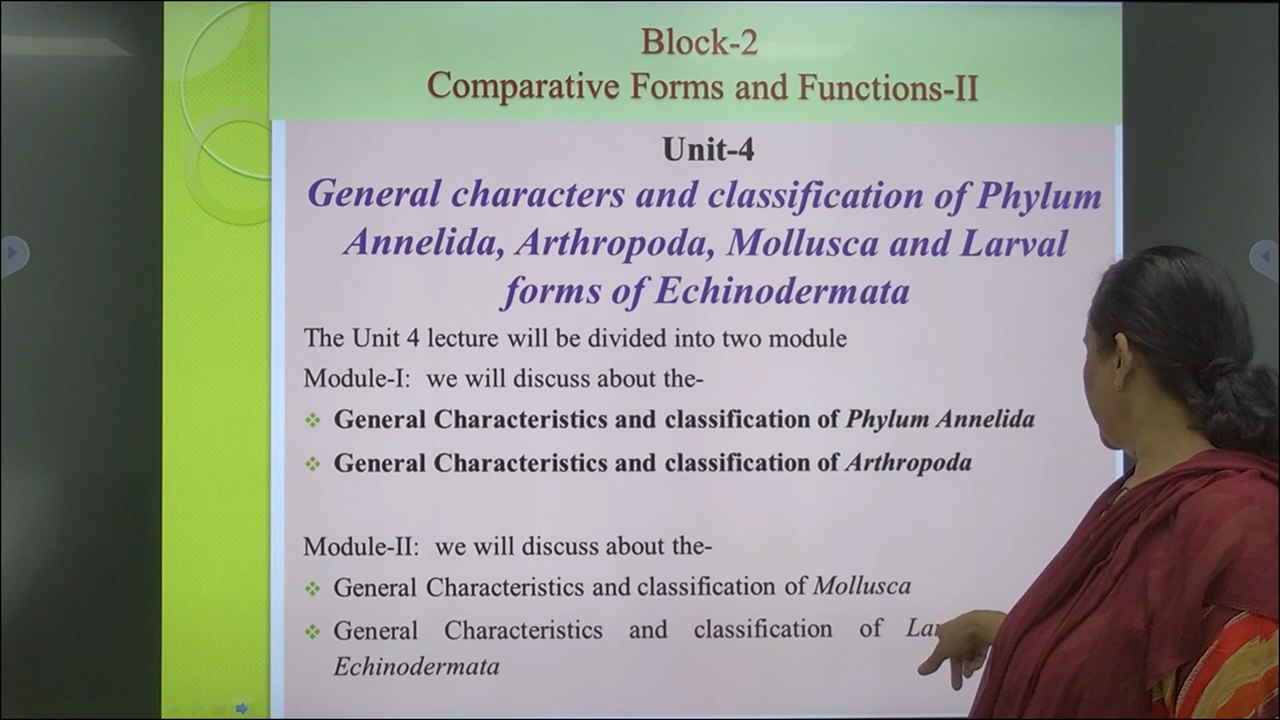 Block-2
Comparative Forms and Functions-II
Unit-4
General characters and classification of Phylum
Annelida, Arthropoda, Mollusca and Larval
forms of Echinodermata
The Unit 4 lecture will be divided into two module
Module-I: we will discuss about the-
❖ General Characteristics and classification of Phylum Annelida
❖ General Characteristics and classification of Arthropoda
Module-II: we will discuss about the-
❖ General Characteristics and classification of Mollusca
❖ General Characteristics and classification of
Echinodermata